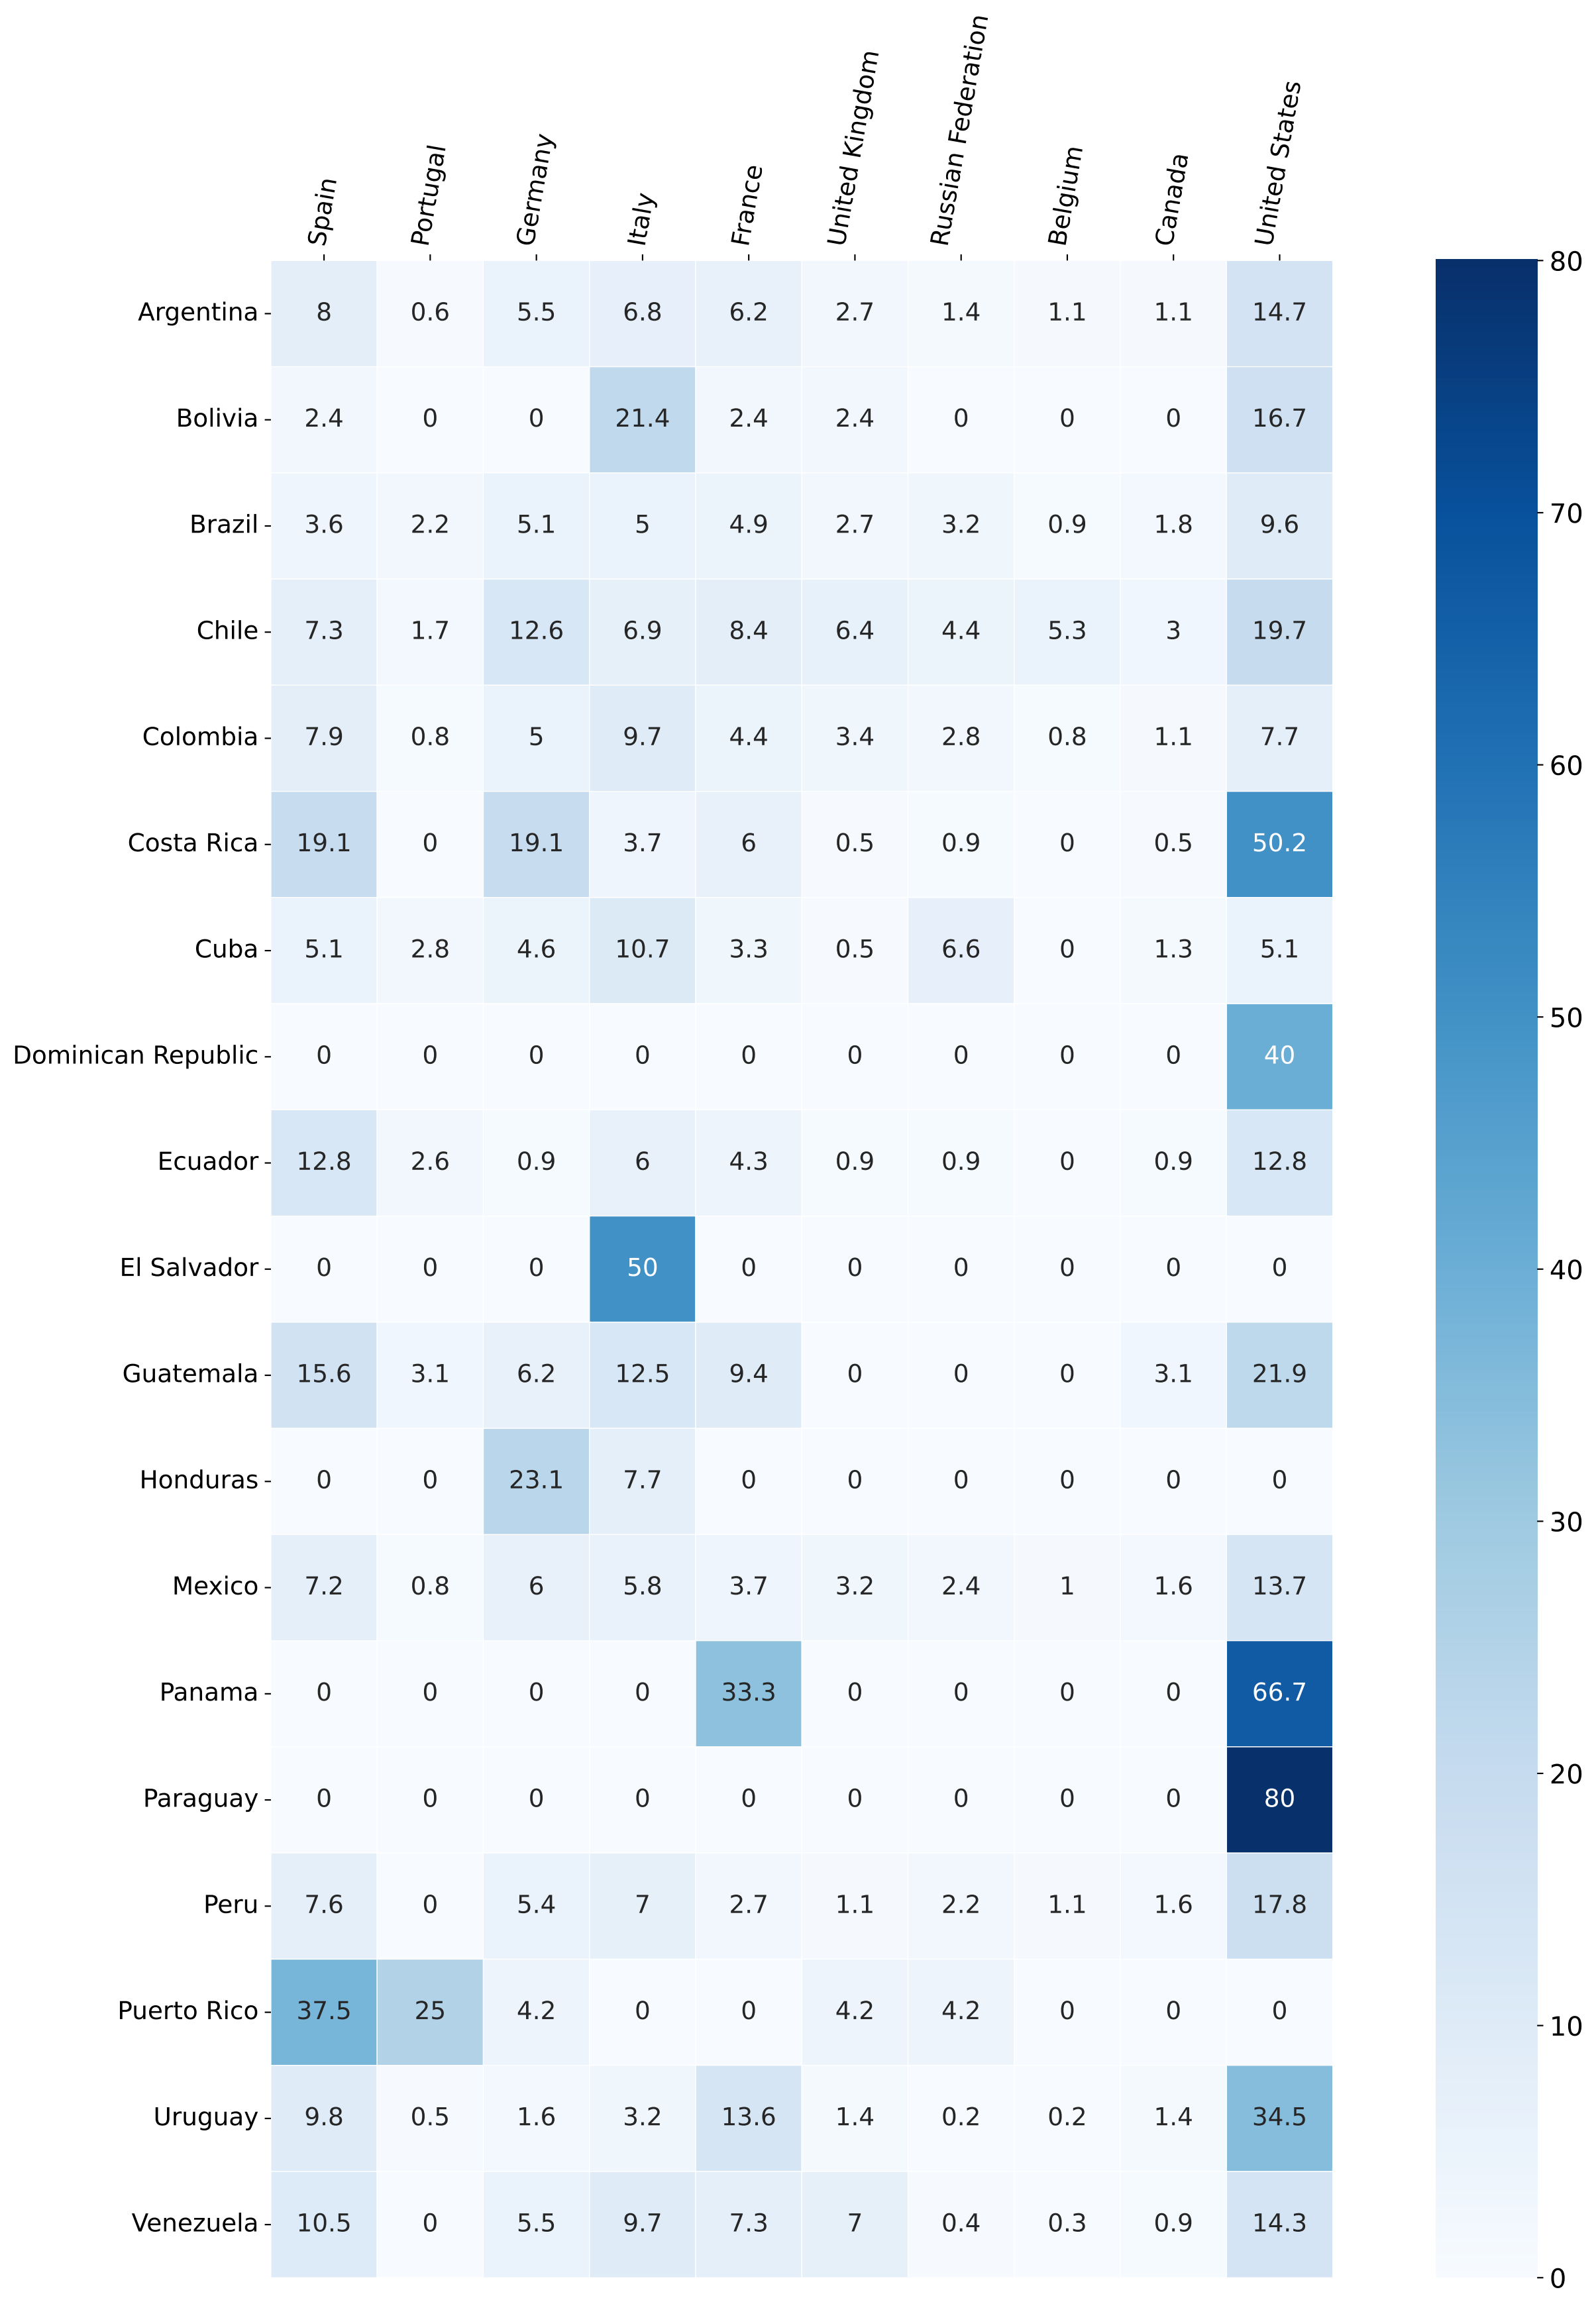 Spain Portugal Germany Italy France United Kingdom Russian Federation Belgium Canada United States
Argentina 8 0.6 5.5 6.8 6.2 2.7 1.4 1.1 1.1 14.7
Bolivia 2.4 0 0 21.4 2.4 2.4 0 0 0 16.7
Brazil 3.6 2.2 5.1 5 4.9 2.7 3.2 0.9 1.8 9.6
Chile 7.3 1.7 12.6 6.9 8.4 6.4 4.4 5.3 3 19.7
Colombia 7.9 0.8 5 9.7 4.4 3.4 2.8 0.8 1.1 7.7
Costa Rica 19.1 0 19.1 3.7 6 0.5 0.9 0 0.5 50.2
Cuba 5.1 2.8 4.6 10.7 3.3 0.5 6.6 0 1.3 5.1
Dominican Republic 0 0 0 0 0 0 0 0 0 40
Ecuador 12.8 2.6 0.9 6 4.3 0.9 0.9 0 0.9 12.8
El Salvador 0 0 0 50 0 0 0 0 0 0
Guatemala 15.6 3.1 6.2 12.5 9.4 0 0 0 3.1 21.9
Honduras 0 0 23.1 7.7 0 0 0 0 0 0
Mexico 7.2 0.8 6 5.8 3.7 3.2 2.4 1 1.6 13.7
Panama 0 0 0 0 33.3 0 0 0 0 66.7
Paraguay 0 0 0 0 0 0 0 0 0 80
Peru 7.6 0 5.4 7 2.7 1.1 2.2 1.1 1.6 17.8
Puerto Rico 37.5 25 4.2 0 0 4.2 4.2 0 0 0
Uruguay 9.8 0.5 1.6 3.2 13.6 1.4 0.2 0.2 1.4 34.5
Venezuela 10.5 0 5.5 9.7 7.3 7 0.4 0.3 0.9 14.3
80
70
60
50
40
30
20
10
0